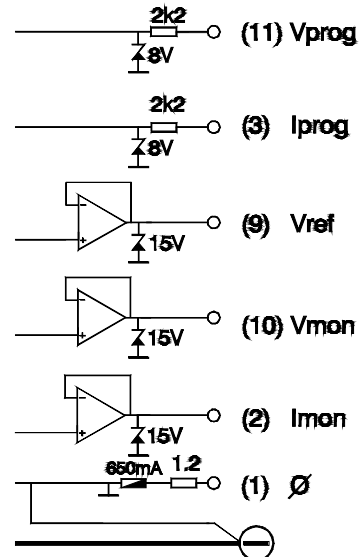 2k2
(11) Vprog
8V
2k2
(3) Iprog
8V
-
+
(9) Vref
15V
-
+
(10) Vmon
15V
-
+
(2) Imon
15V
650mA
1.2
(1) Ø